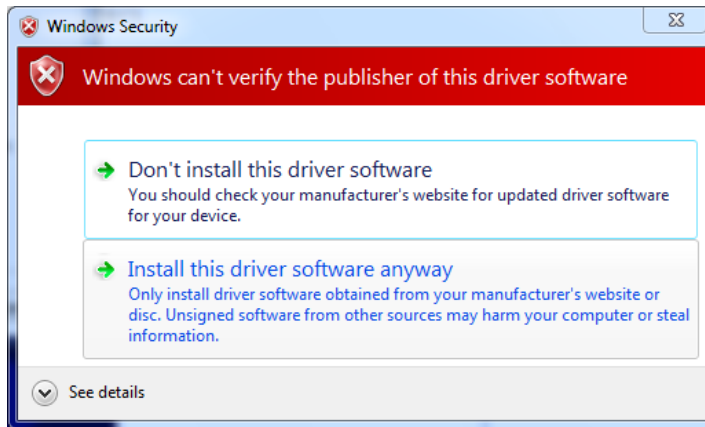 Windows Security
Windows can't verify the publisher of this driver software
Don't install this driver software
You should check your manufacturer's website for updated driver software
for your device.
Install this driver software anyway
Only install driver software obtained from your manufacturer's website or
disc. Unsigned software from other sources may harm your computer or steal
information.
See details